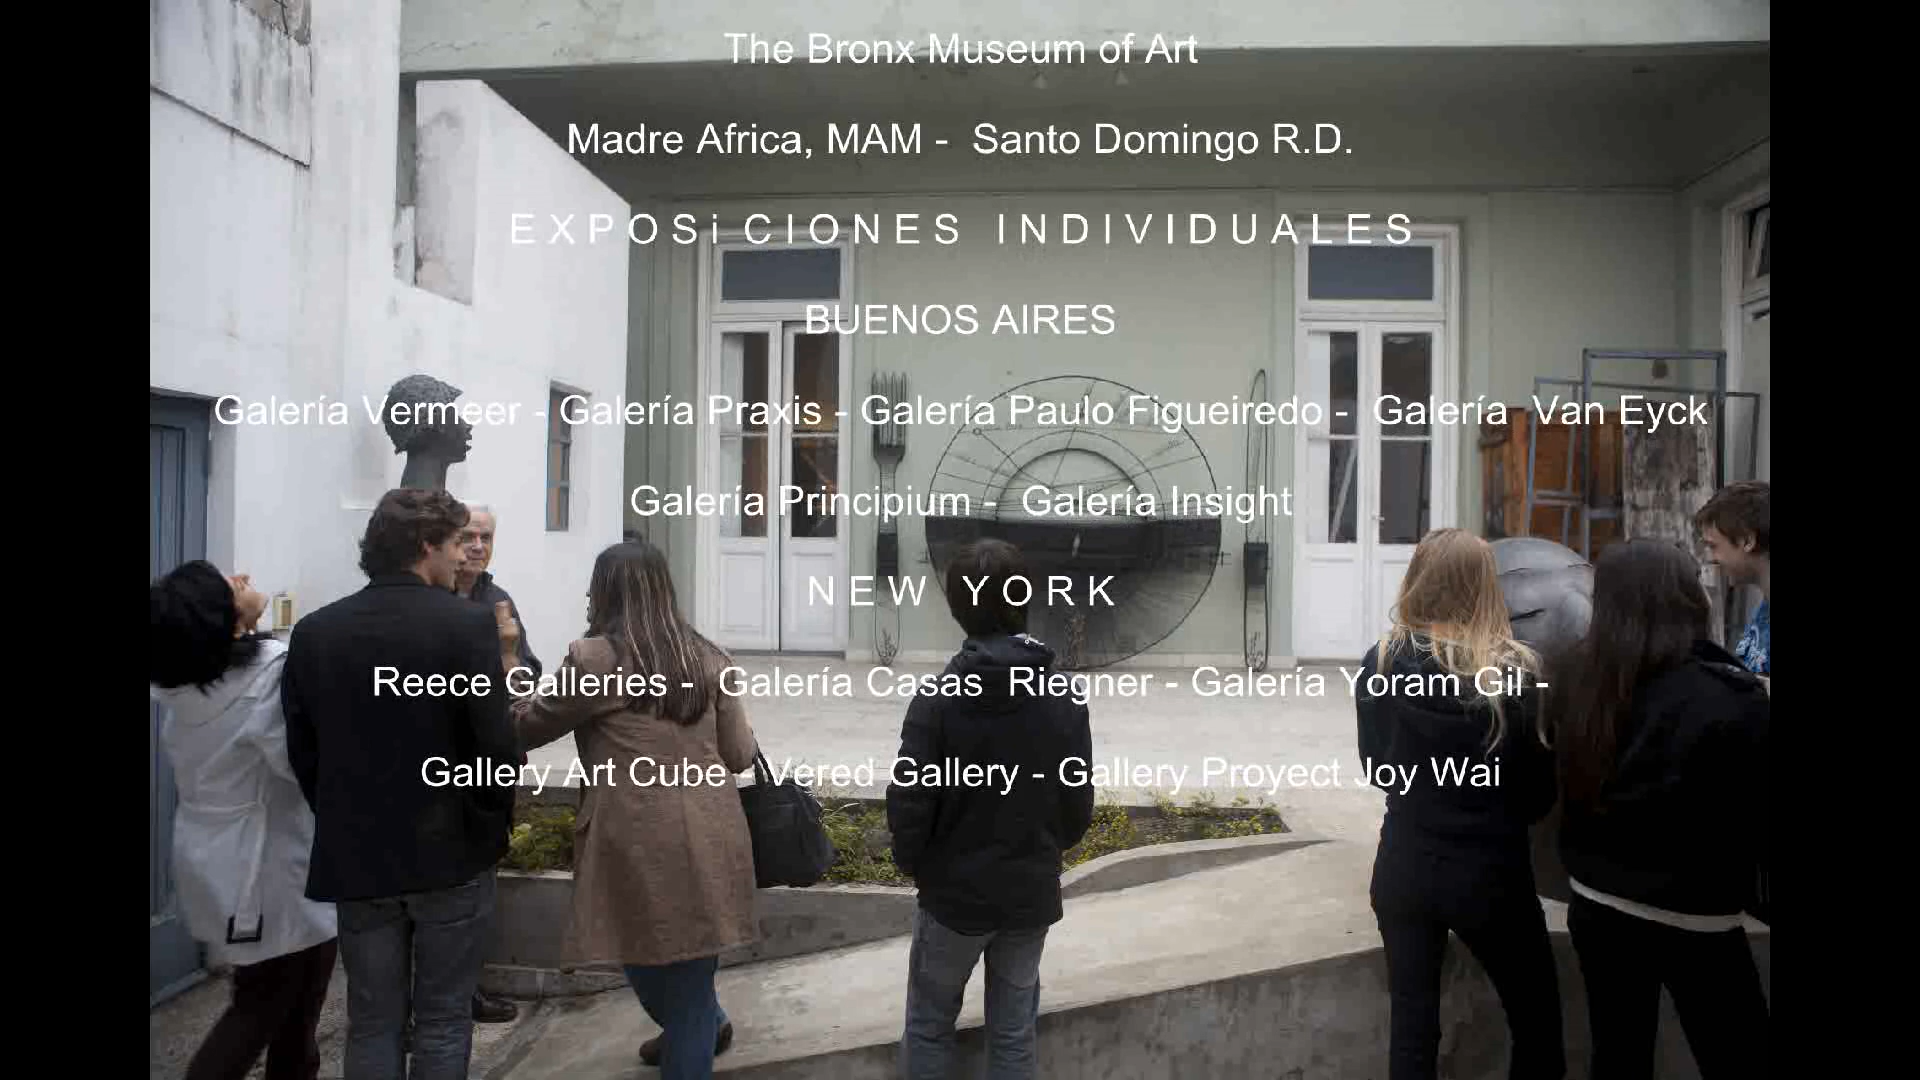 The Bronx Museum of Art
Madre Africa, MAM - Santo Domingo R.D.
E X P O S i C I O N E S I N D I V I D U A L E S
BUENOS AIRES
Galería Vermeer - Galería Praxis - Galería Paulo Figueiredo - Galería Van Eyck
Galería Principium - Galería Insight
N E W Y O R K
Reece Galleries - Galería Casas Riegner - Galería Yoram Gil -
Gallery Art Cube - Vered Gallery - Gallery Proyect Joy Wai